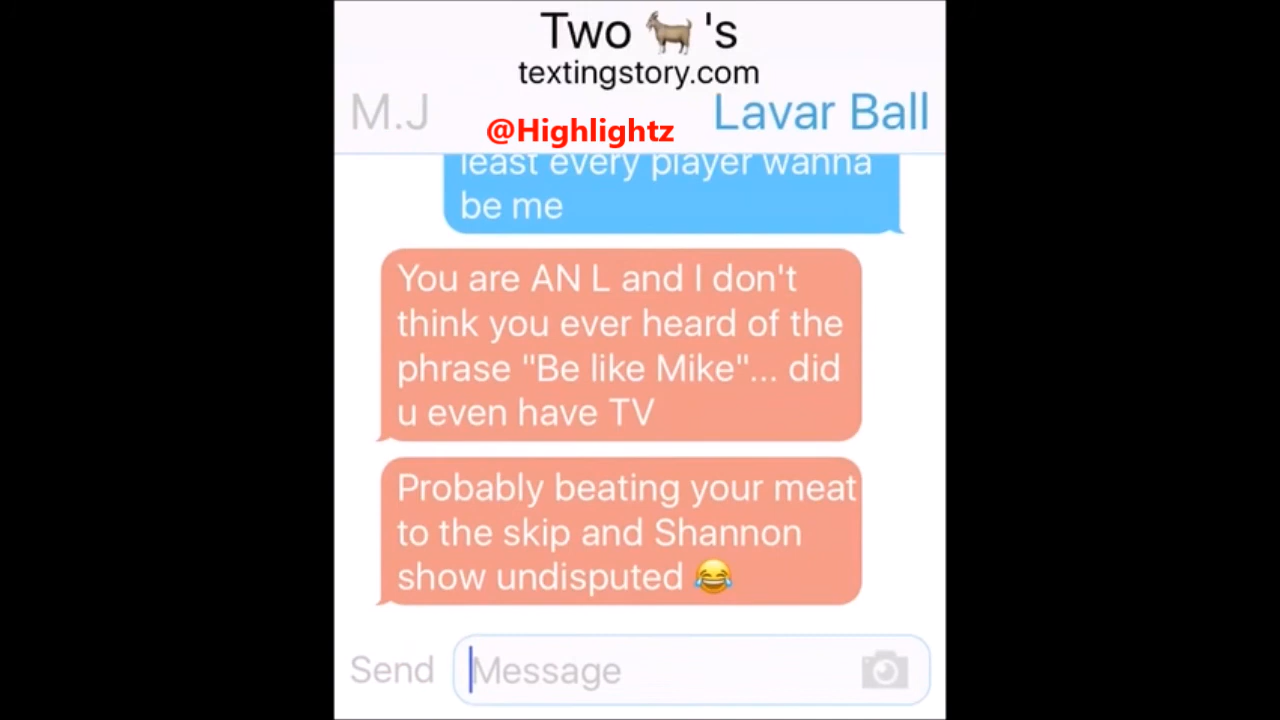 Two 🐐's
textingstory.com
M.J
Lavar Ball
@Highlightz
least every player wanna
be me
You are AN L and I don't
think you ever heard of the
phrase "Be like Mike"... did
u even have TV
Probably beating your meat
to the skip and Shannon
show undisputed 😂
Send
Message